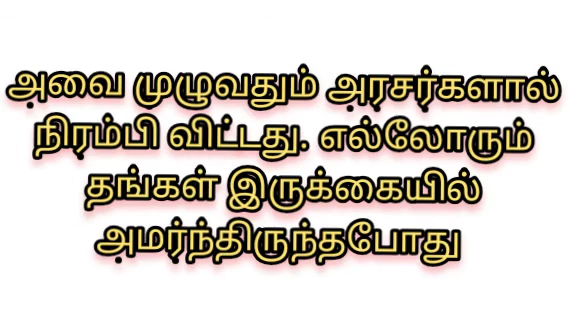 அவை முழுவதும் அரசர்களால்
நிரம்பி விட்டது. எல்லோரும்
தங்கள் இருக்கையில்
அமர்ந்திருந்தபோது